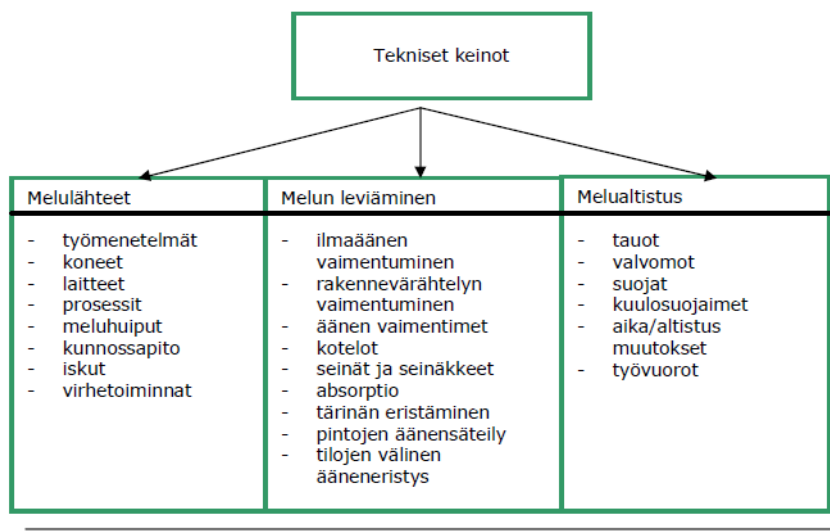 Tekniset keinot
Melulähteet
- työmenetelmät
- koneet
- laitteet
- prosessit
- meluhuiput
- kunnossapito
- iskut
- virhetoiminnat
Melun leviäminen
- ilmaäänen
vaimentuminen
- rakennevärähtelyn
vaimentuminen
- äänen vaimentimet
- kotelot
- seinät ja seinäkkeet
- absorptio
- tärinän eristäminen
- pintojen äänensäteily
- tilojen välinen
ääneneristys
Melualtistus
- tauot
- valvomot
- suojat
- kuulosuojaimet
- aika/altistus
muutokset
- työvuorot